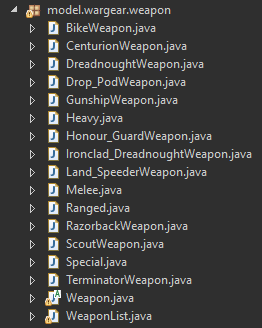 model.wargear.weapon
BikeWeapon.java
CenturionWeapon.java
DreadnoughtWeapon.java
Drop_PodWeapon.java
GunshipWeapon.java
Heavy.java
Honour_GuardWeapon.java
Ironclad_DreadnoughtWeapon.java
Land_SpeederWeapon.java
Melee.java
Ranged.java
RazorbackWeapon.java
ScoutWeapon.java
Special.java
TerminatorWeapon.java
Weapon.java
WeaponList.java